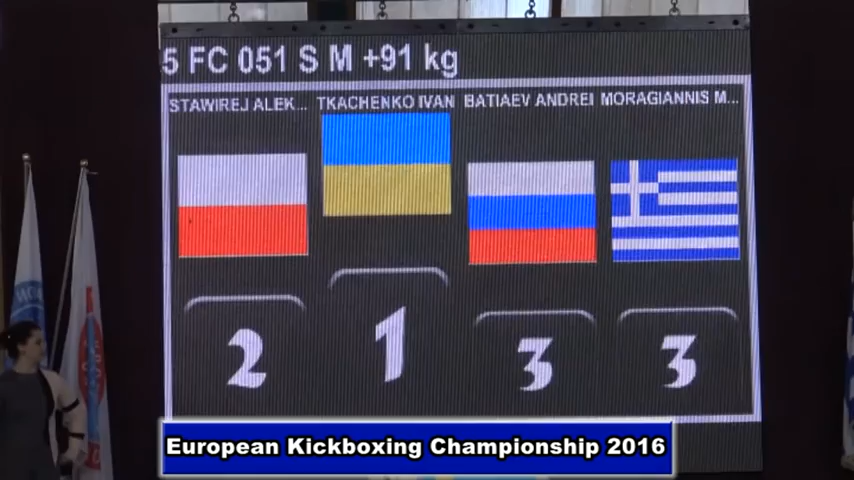 5 FC 051 S M +91 kg
STAWIREJ ALEK... TKACHENKO IVAN BATIAEV ANDREI MORAGIANNIS M...
2 1 3 3
European Kickboxing Championship 2016